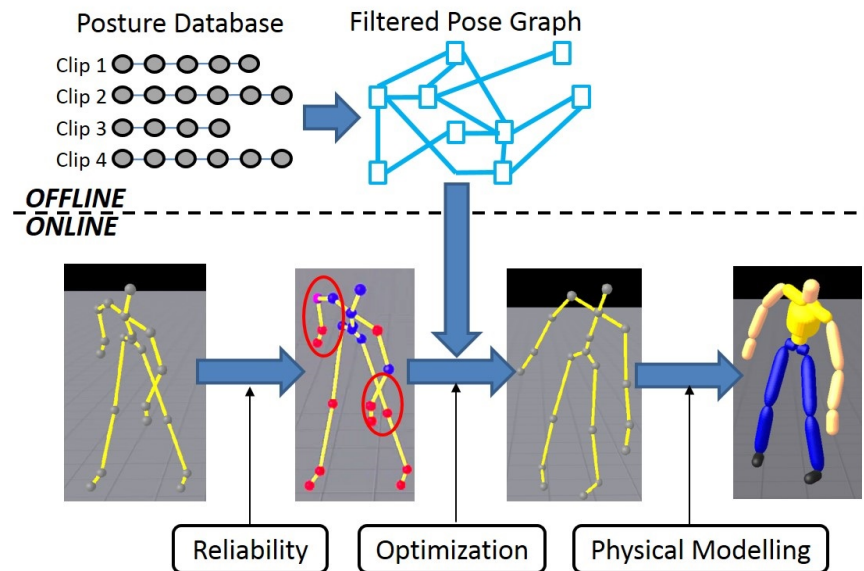 Posture Database
Filtered Pose Graph
Clip 1
Clip 2
Clip 3
Clip 4
OFFLINE
ONLINE
Reliability
Optimization
Physical Modelling